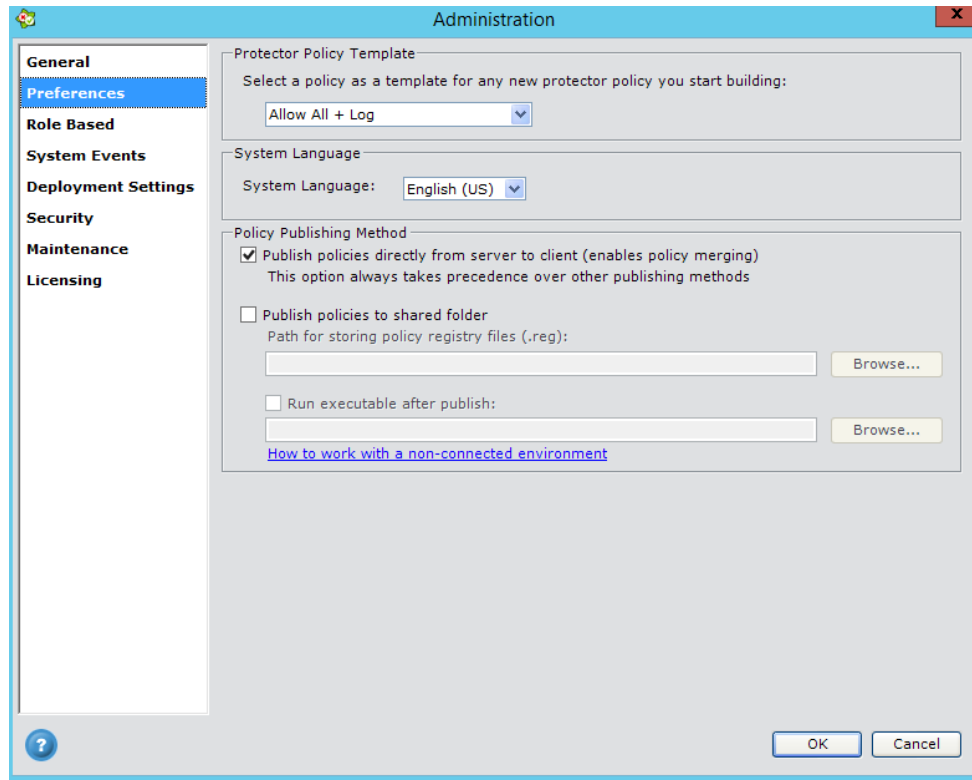 Administration
x
General
Preferences
Role Based
System Events
Deployment Settings
Security
Maintenance
Licensing
Protector Policy Template
Select a policy as a template for any new protector policy you start building:
Allow All + Log
System Language
System Language: English (US)
Policy Publishing Method
Publish policies directly from server to client (enables policy merging)
This option always takes precedence over other publishing methods
Publish policies to shared folder
Path for storing policy registry files (.reg):
Browse...
Run executable after publish:
Browse...
How to work with a non-connected environment
?
OK Cancel